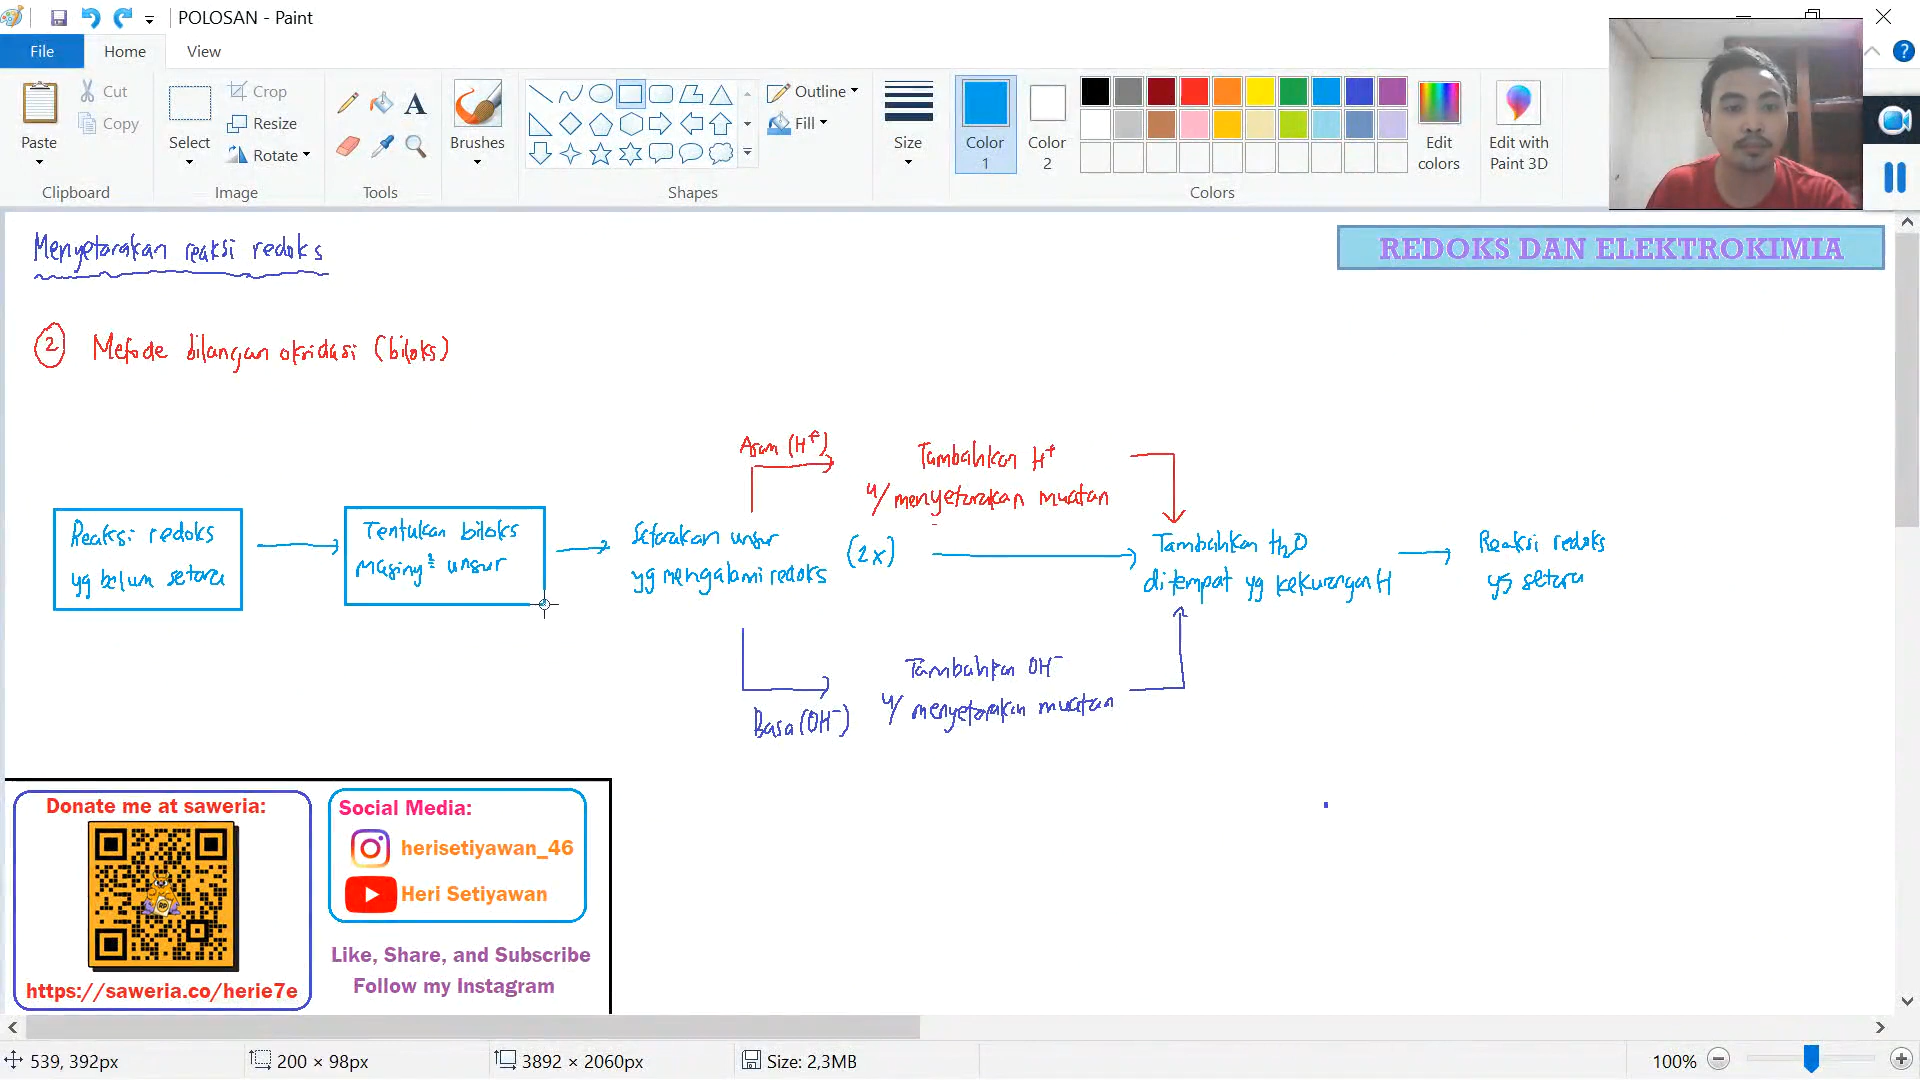 POLOSAN - Paint
File
Home
View
Paste
Cut
Copy
Clipboard
Select
Crop
Resize
Rotate
Image
A
Tools
Brushes
Outline
Fill
Shapes
Size
Color 1
Color 2
Colors
Edit colors
Edit with Paint 3D
Menyetarakan reaksi redoks
REDOKS DAN ELEKTROKIMIA
2 Metode bilangan oksidasi (biloks)
Asam (H⁺)
Tambahkan H⁺
u/ menyetarakan muatan
Reaksi redoks
yg belum setara
Tentukan biloks
masing² unsur
Setarakan unsur
yg mengalami redoks
(2x)
Tambahkan H₂O
ditempat yg kekurangan H
Reaksi redoks
yg setara
Basa (OH⁻)
Tambahkan OH⁻
u/ menyetarakan muatan
Donate me at saweria:
https://saweria.co/herie7e
Social Media:
herisetiyawan_46
Heri Setiyawan
Like, Share, and Subscribe
Follow my Instagram
539, 392px
200 × 98px
3892 × 2060px
Size: 2,3MB
100%